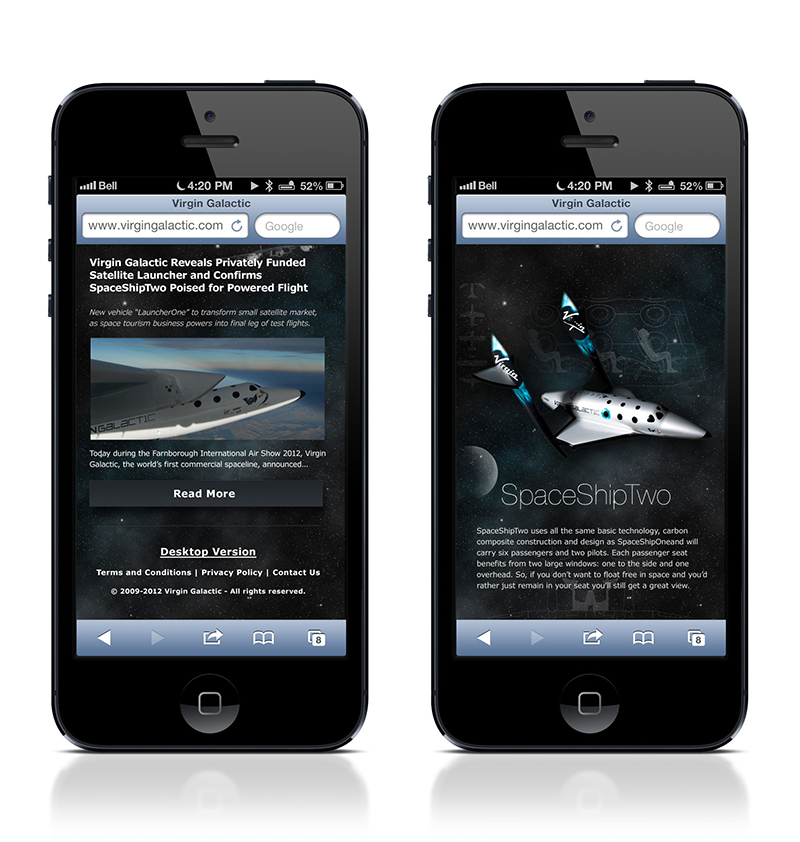 Bell 4:20 PM 52%
Virgin Galactic
www.virgingalactic.com Google
Virgin Galactic Reveals Privately Funded
Satellite Launcher and Confirms
SpaceShipTwo Poised for Powered Flight
New vehicle "LauncherOne" to transform small satellite market,
as space tourism business powers into final leg of test flights.
GALACTIC
Today during the Farnborough International Air Show 2012, Virgin
Galactic, the world's first commercial spaceline, announced...
Read More
Desktop Version
Terms and Conditions | Privacy Policy | Contact Us
© 2009-2012 Virgin Galactic - All rights reserved.
8
Bell 4:20 PM 52%
Virgin Galactic
www.virgingalactic.com Google
Virgin
Virgin
GALACTIC
SpaceShipTwo
SpaceShipTwo uses all the same basic technology, carbon
composite construction and design as SpaceShipOneand will
carry six passengers and two pilots. Each passenger seat
benefits from two large windows: one to the side and one
overhead. So, if you don't want to float free in space and you'd
rather just remain in your seat you'll still get a great view.
8